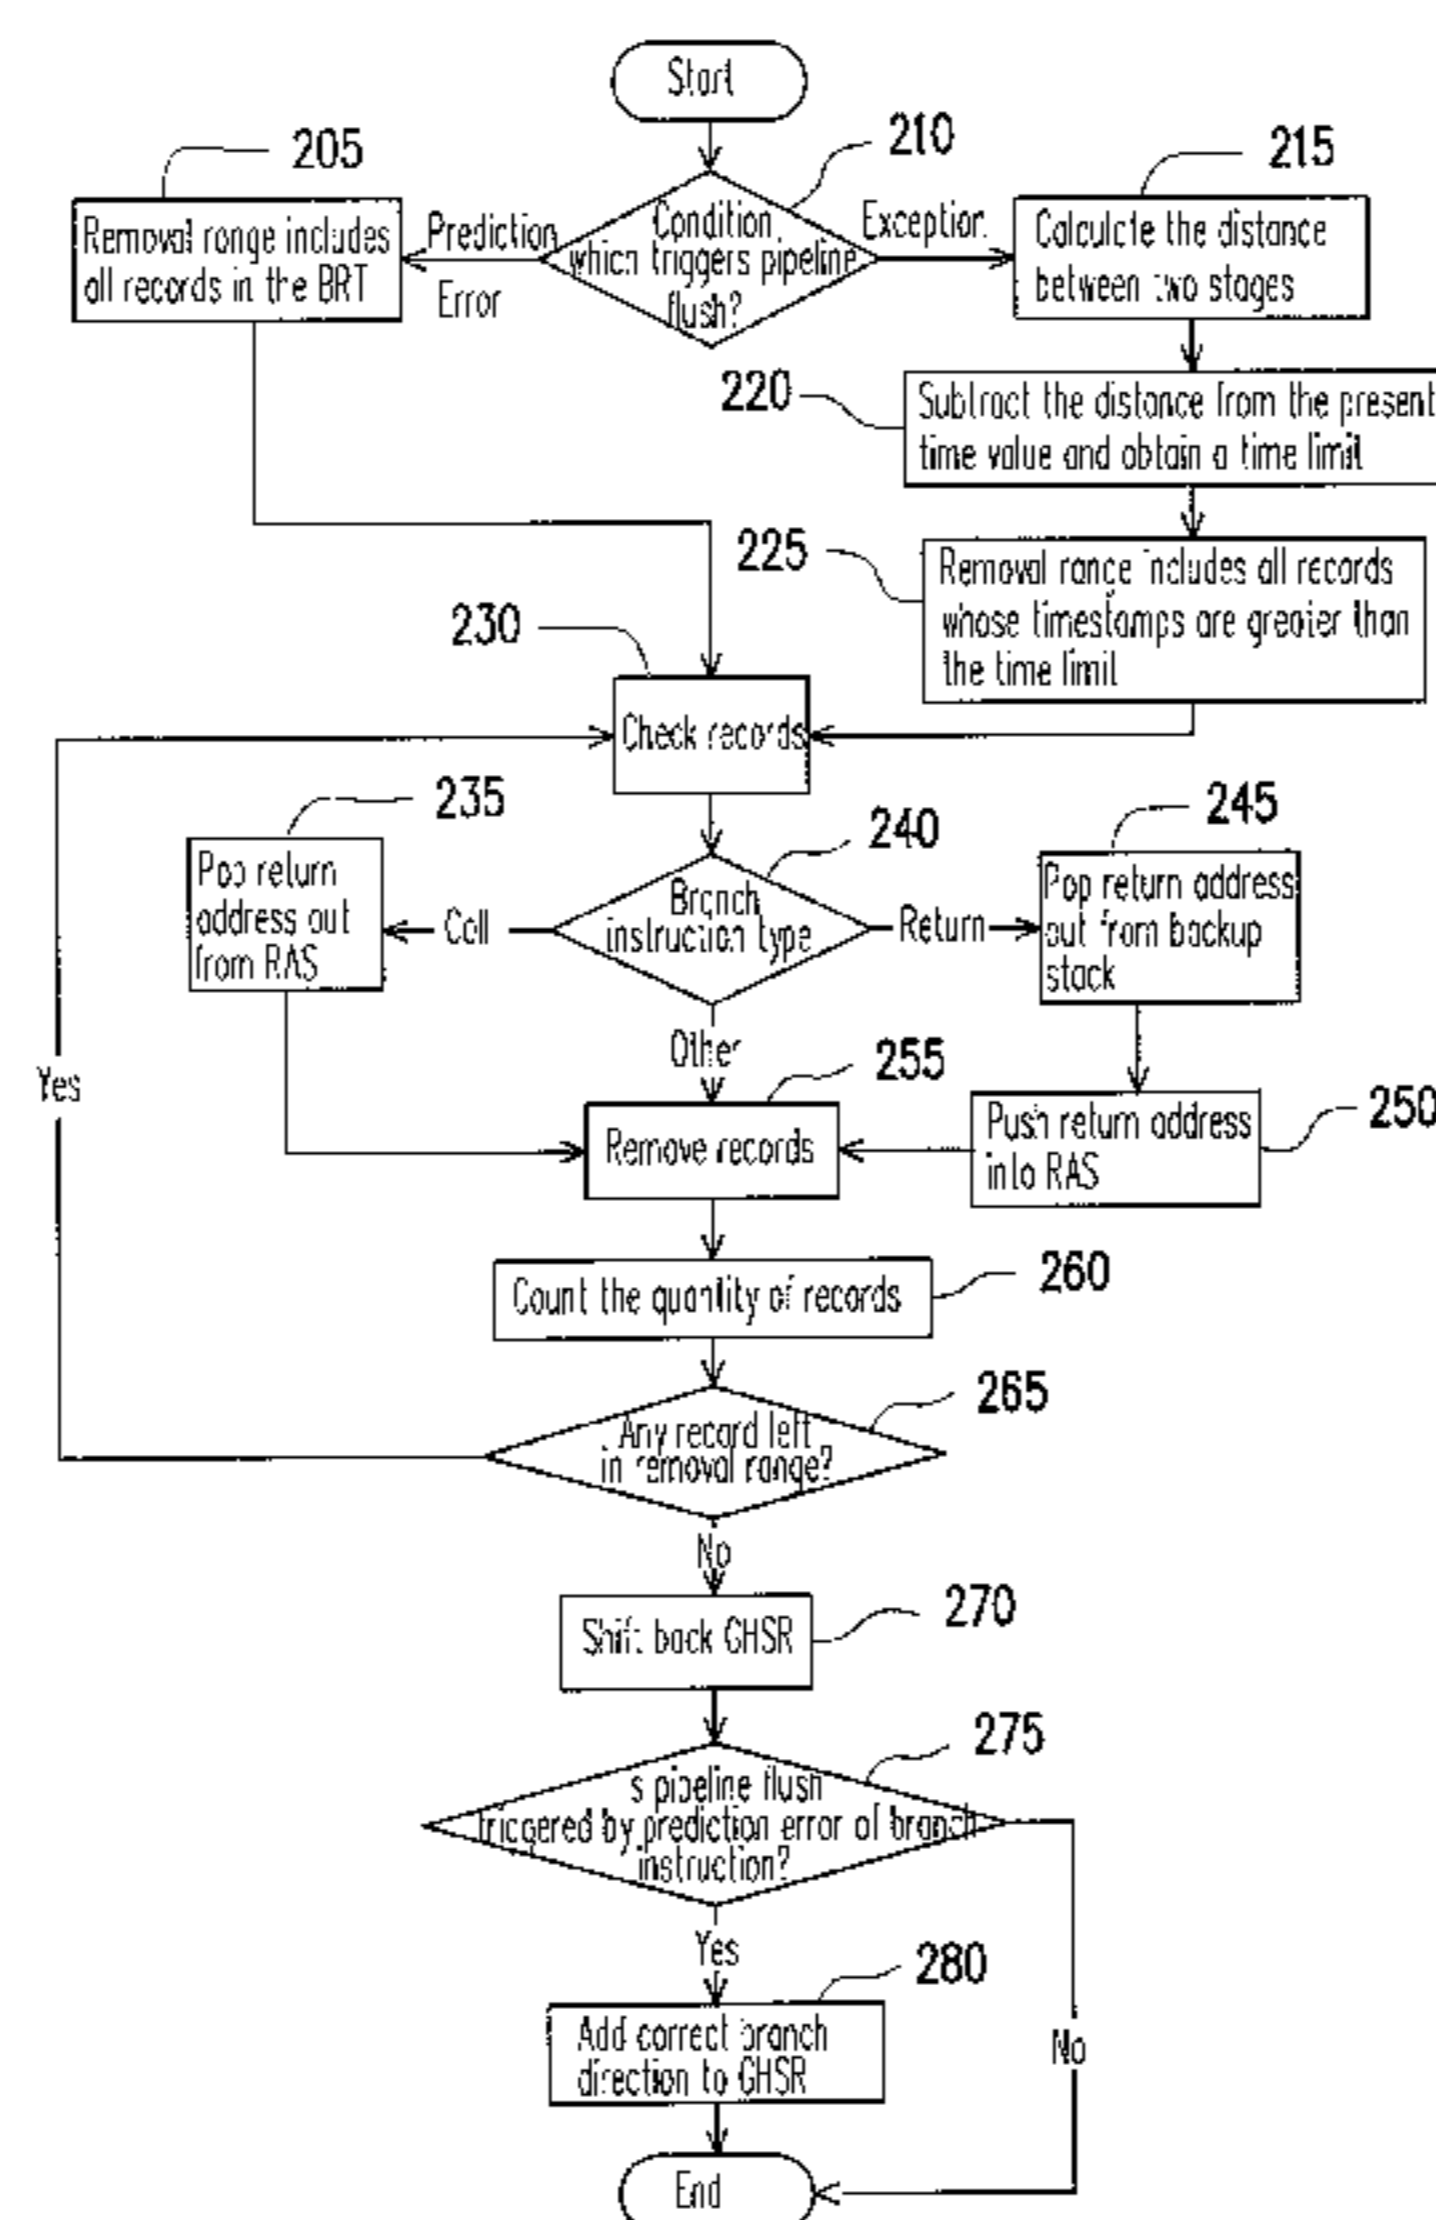 Start
210
205
215
Removal range includes
all records in the BRT
Prediction
Error
Condition
which triggers pipeline
flush?
Exception
Calculate the distance
between two stages
220
Subtract the distance from the present
time value and obtain a time limit
225
Removal range includes all records
whose timestamps are greater than
the time limit
230
Check records
235
Pop return
address out
from RAS
Call
240
Branch
instruction type
Return
245
Pop return address
out from backup
stack
Other
Yes
255
Remove records
250
Push return address
into RAS
260
Count the quantity of records
265
Any record left
in removal range?
No
270
Shift back GHSR
275
Is pipeline flush
triggered by prediction error of branch
instruction?
Yes
280
Add correct branch
direction to GHSR
No
End